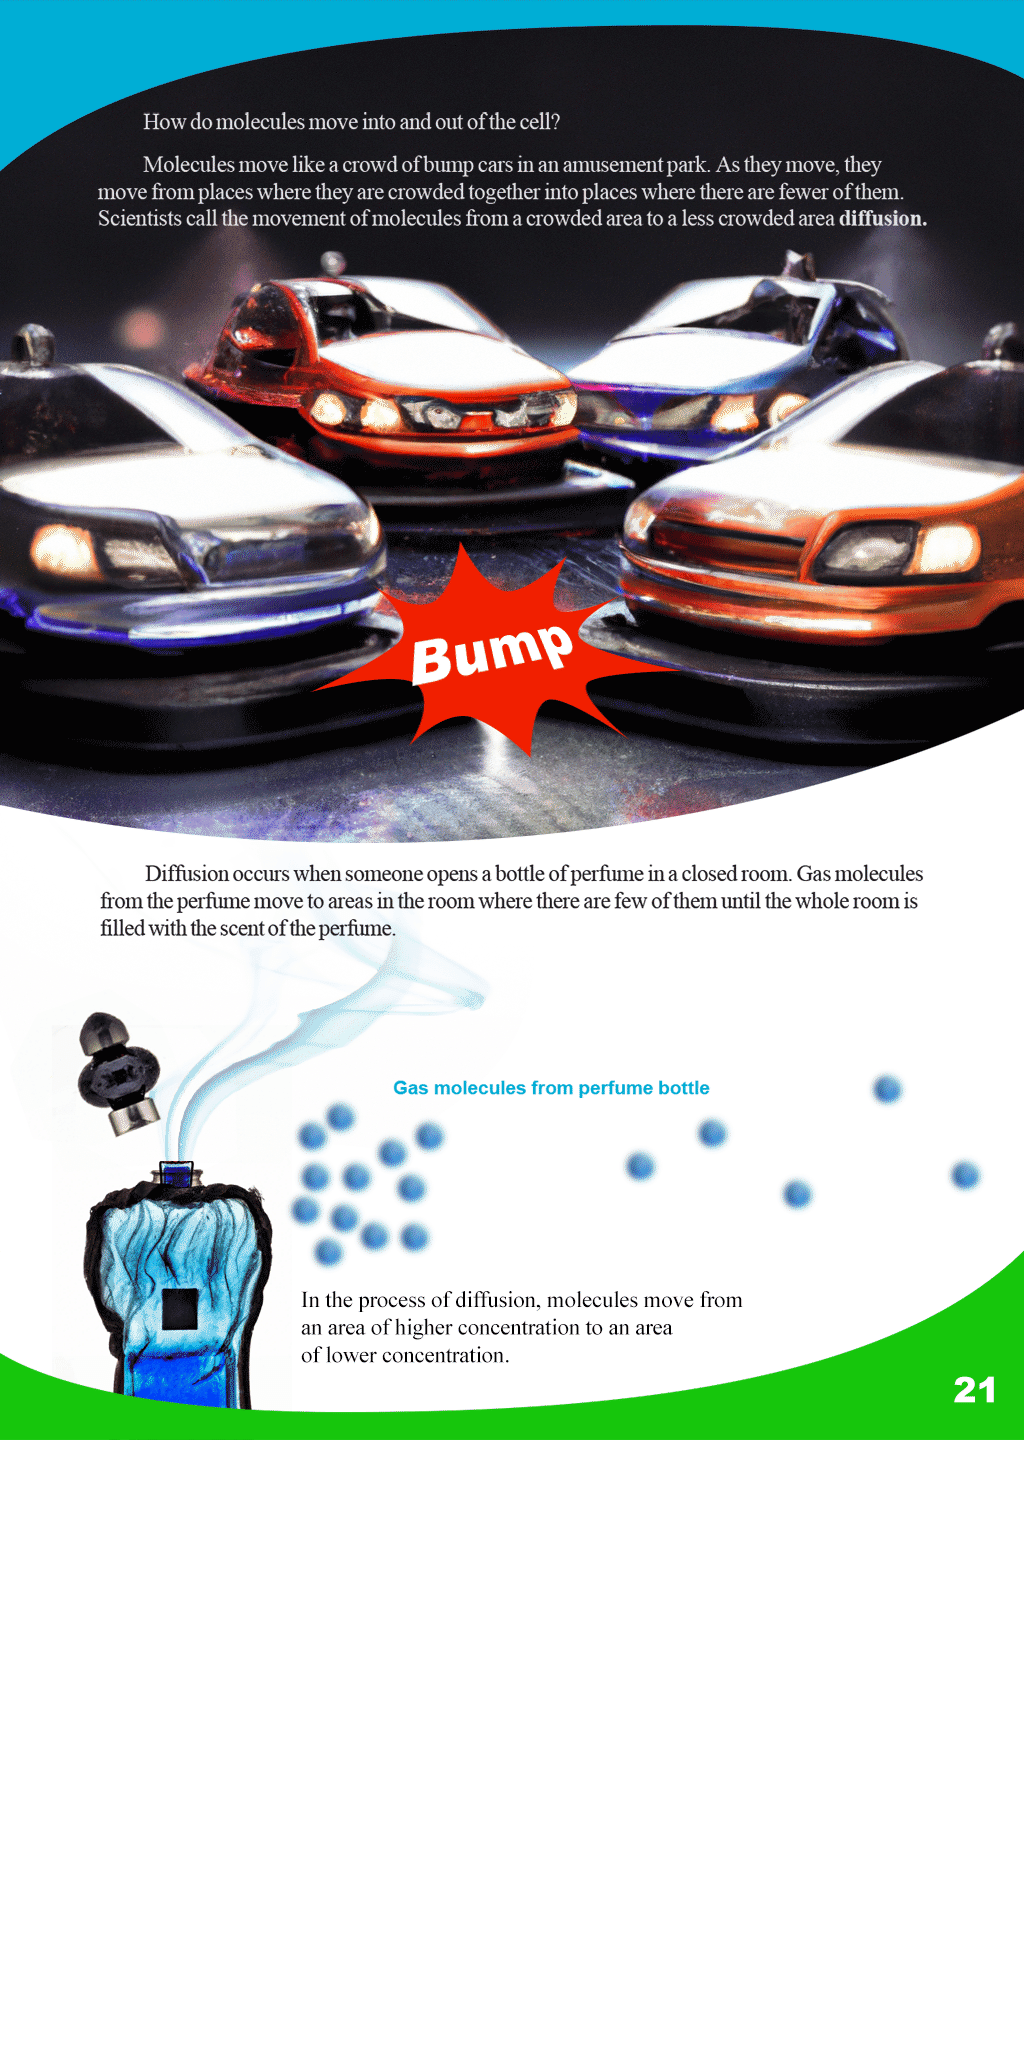 How do molecules move into and out of the cell?
Molecules move like a crowd of bump cars in an amusement park. As they move, they
move from places where they are crowded together into places where there are fewer of them.
Scientists call the movement of molecules from a crowded area to a less crowded area diffusion.
Bump
Diffusion occurs when someone opens a bottle of perfume in a closed room. Gas molecules
from the perfume move to areas in the room where there are few of them until the whole room is
filled with the scent of the perfume.
Gas molecules from perfume bottle
In the process of diffusion, molecules move from
an area of higher concentration to an area
of lower concentration.
21